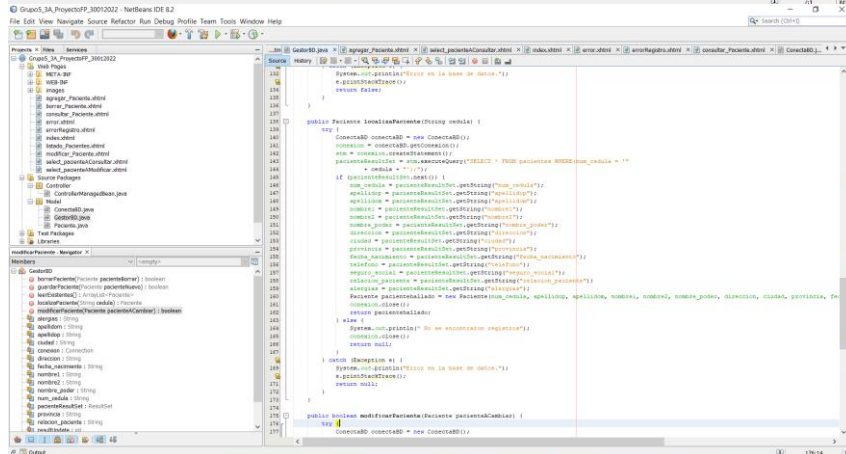 Grupo5_3A_ProyectoFP_30012022 - NetBeans IDE 8.2
File Edit View Navigate Source Refactor Run Debug Profile Team Tools Window Help
Search (Ctrl+I)
Projects Files Services
Grupo5_3A_ProyectoFP_30012022
Web Pages
META-INF
WEB-INF
images
agregar_Paciente.xhtml
borrar_Paciente.xhtml
consultar_Paciente.xhtml
error.xhtml
errorRegistro.xhtml
index.xhtml
listado_Pacientes.xhtml
modificar_Paciente.xhtml
select_pacienteAConsultar.xhtml
select_pacienteAModificar.xhtml
Source Packages
Controller
ControllerManagedBean.java
Model
ConectaBD.java
GestorBD.java
Paciente.java
Test Packages
Libraries
modificarPaciente - Navigator
Members <empty>
GestorBD
borrarPaciente(Paciente pacienteBorrar) : boolean
guardarPaciente(Paciente pacienteNuevo) : boolean
leerExistentes() : ArrayList<Paciente>
localizaPaciente(String cedula) : Paciente
modificarPaciente(Paciente pacienteACambiar) : boolean
alergias : String
apellidom : String
apellidop : String
ciudad : String
conexion : Connection
direccion : String
fecha_nacimiento : String
nombre1 : String
nombre2 : String
nombre_poder : String
num_cedula : String
pacienteResultSet : ResultSet
provincia : String
relacion_paciente : String
resultUpdate : int
Output
GestorBD.java agregar_Paciente.xhtml select_pacienteAConsultar.xhtml index.xhtml error.xhtml errorRegistro.xhtml consultar_Paciente.xhtml ConectaBD.j...
Source History
System.out.println("Error en la base de datos.");
e.printStackTrace();
return false;
}
}
public Paciente localizaPaciente(String cedula) {
try {
ConectaBD conectaBD = new ConectaBD();
conexion = conectaBD.getConexion();
stm = conexion.createStatement();
pacienteResultSet = stm.executeQuery("SELECT * FROM pacientes WHERE num_cedula = '"
+ cedula + "';");
if (pacienteResultSet.next()) {
num_cedula = pacienteResultSet.getString("num_cedula");
apellidop = pacienteResultSet.getString("apellidop");
apellidom = pacienteResultSet.getString("apellidom");
nombre1 = pacienteResultSet.getString("nombre1");
nombre2 = pacienteResultSet.getString("nombre2");
nombre_poder = pacienteResultSet.getString("nombre_poder");
direccion = pacienteResultSet.getString("direccion");
ciudad = pacienteResultSet.getString("ciudad");
provincia = pacienteResultSet.getString("provincia");
fecha_nacimiento = pacienteResultSet.getString("fecha_nacimiento");
telefono = pacienteResultSet.getString("telefono");
seguro_social = pacienteResultSet.getString("seguro_social");
relacion_paciente = pacienteResultSet.getString("relacion_paciente");
alergias = pacienteResultSet.getString("alergias");
Paciente pacientehallado = new Paciente(num_cedula, apellidop, apellidom, nombre1, nombre2, nombre_poder, direccion, ciudad, provincia, fec
conexion.close();
return pacientehallado;
} else {
System.out.println(" No se encontraron registros");
conexion.close();
return null;
}
} catch (Exception e) {
System.out.println("Error en la base de datos.");
e.printStackTrace();
return null;
}
}
public boolean modificarPaciente(Paciente pacienteACambiar) {
try {
ConectaBD conectaBD = new ConectaBD();
176:14